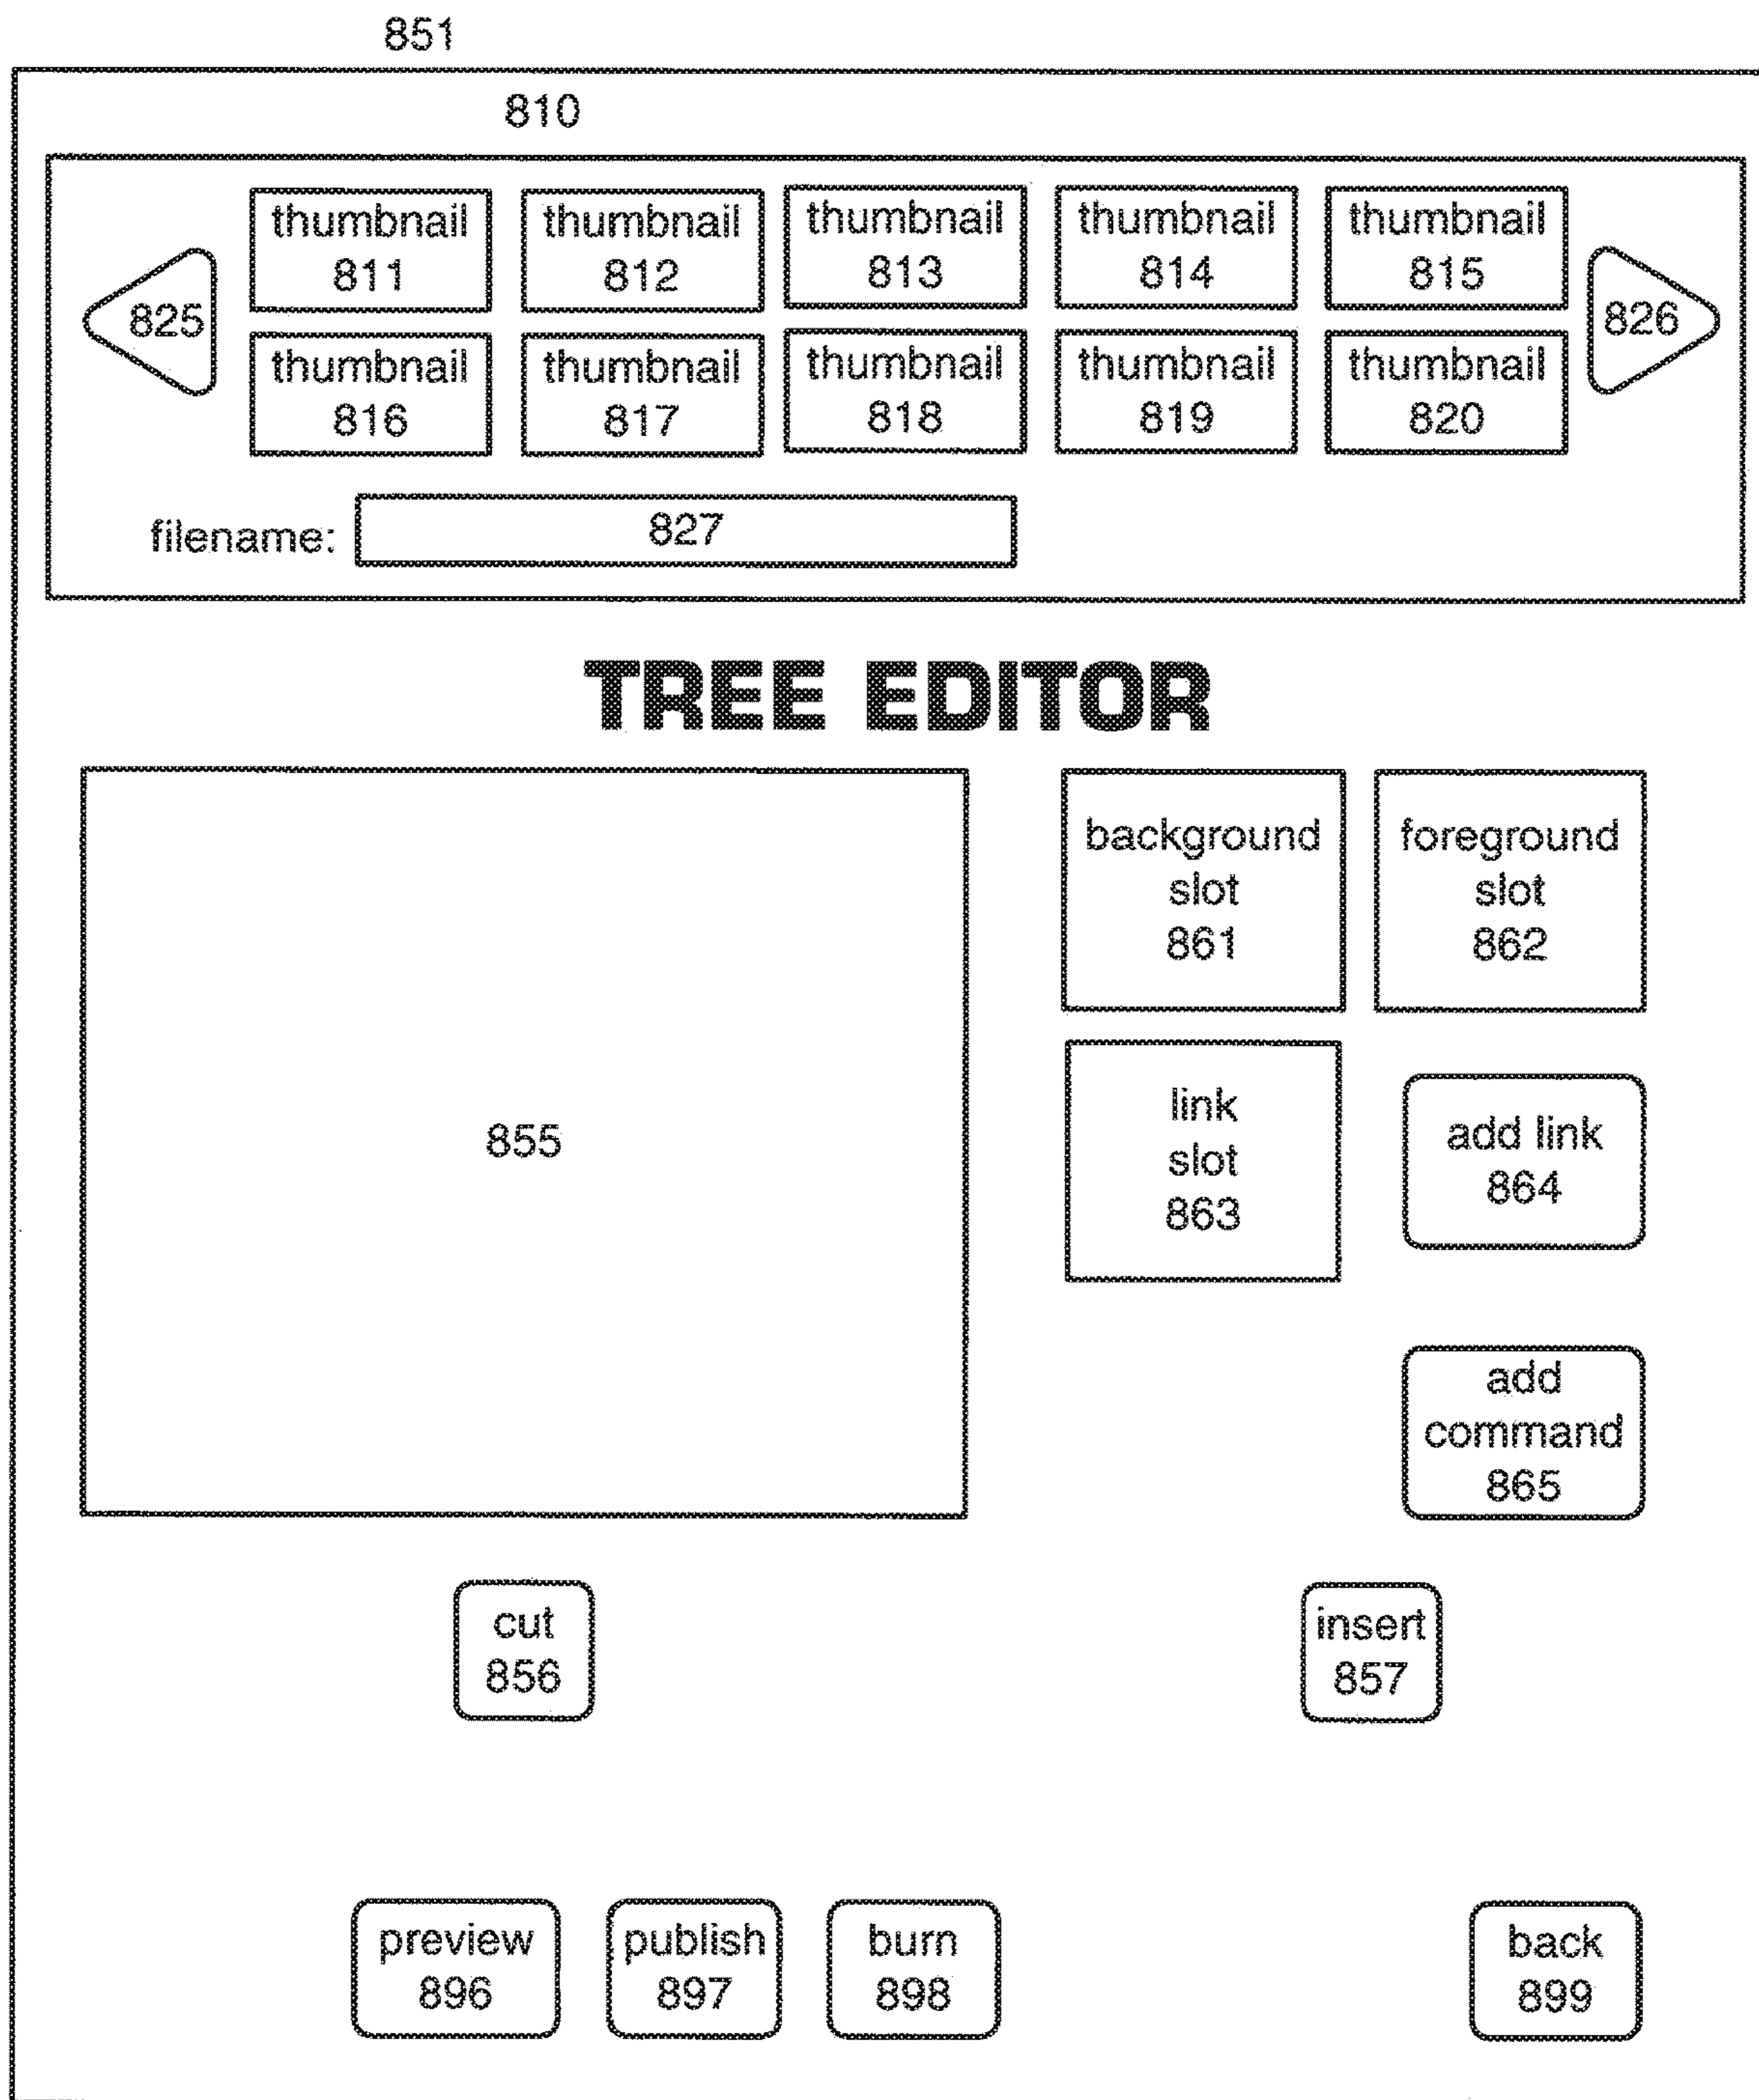 851
810
thumbnail thumbnail thumbnail thumbnail thumbnail
811 812 813 814 815
825 826
thumbnail thumbnail thumbnail thumbnail thumbnail
816 817 818 819 820
filename: 827
TREE EDITOR
background
slot
861
foreground
slot
862
855
link
slot
863
add link
864
add
command
865
cut
856
insert
857
preview
896
publish
897
burn
898
back
899